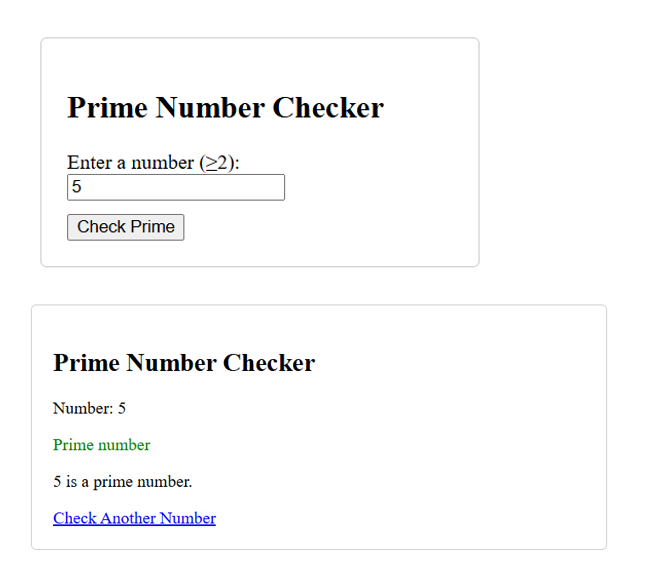 Prime Number Checker
Enter a number (≥2):
5
Check Prime
Prime Number Checker
Number: 5
Prime number
5 is a prime number.
Check Another Number